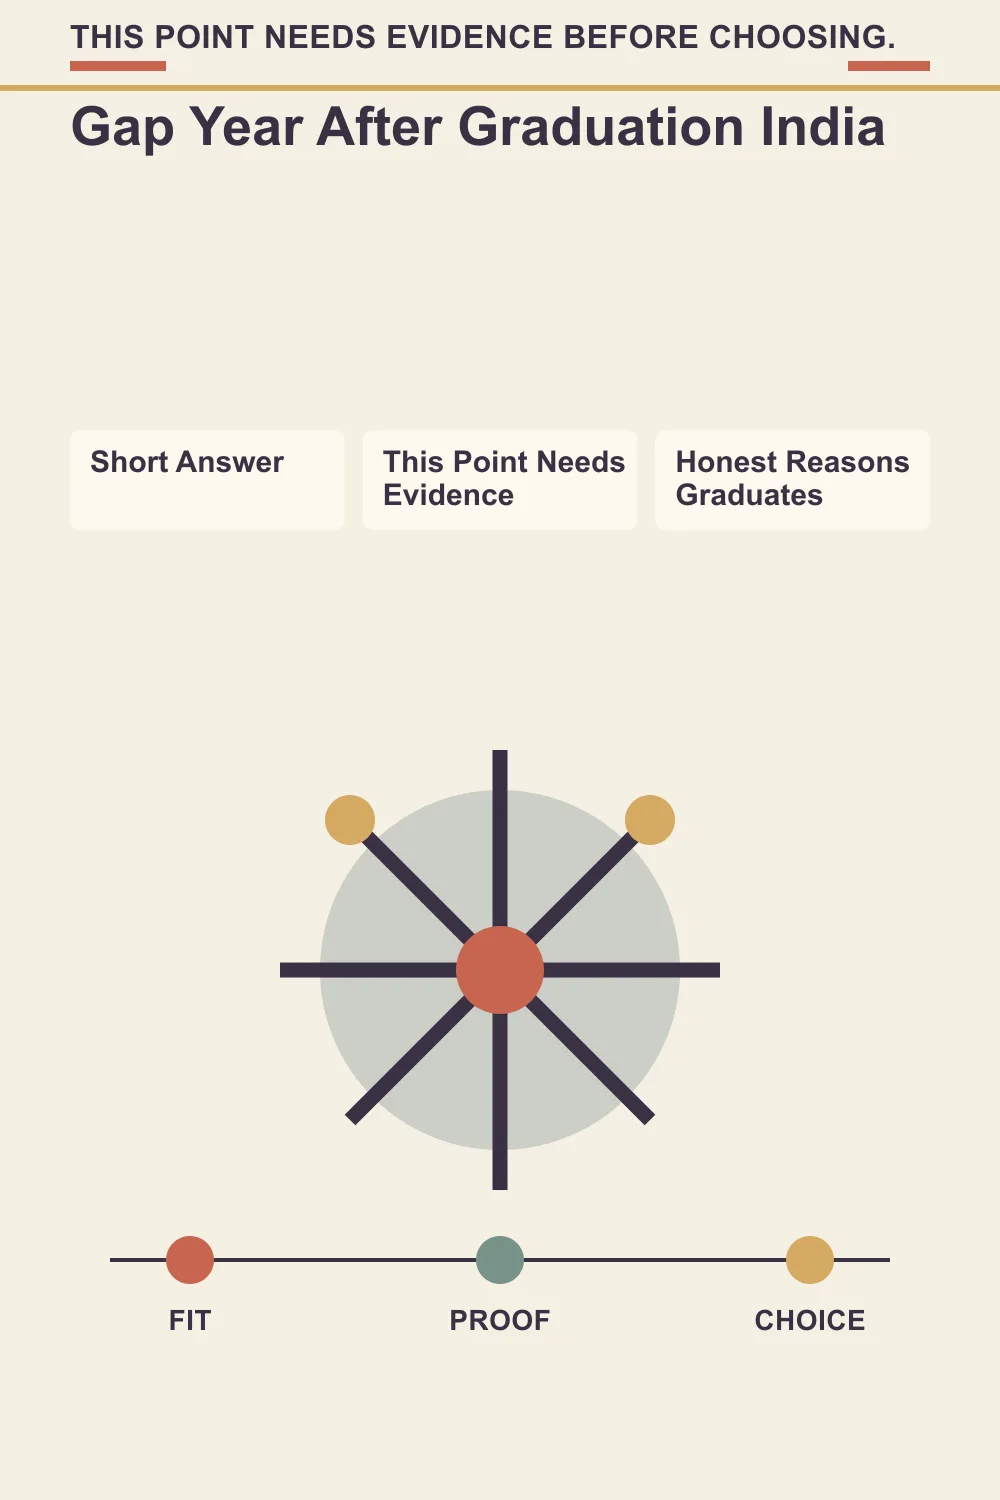 THIS POINT NEEDS EVIDENCE BEFORE CHOOSING.
Gap Year After Graduation India
Short Answer
This Point Needs
Evidence
Honest Reasons
Graduates
FIT
PROOF
CHOICE